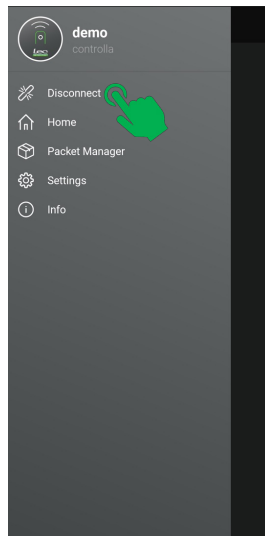 demo
controlla
Disconnect
Home
Packet Manager
Settings
Info